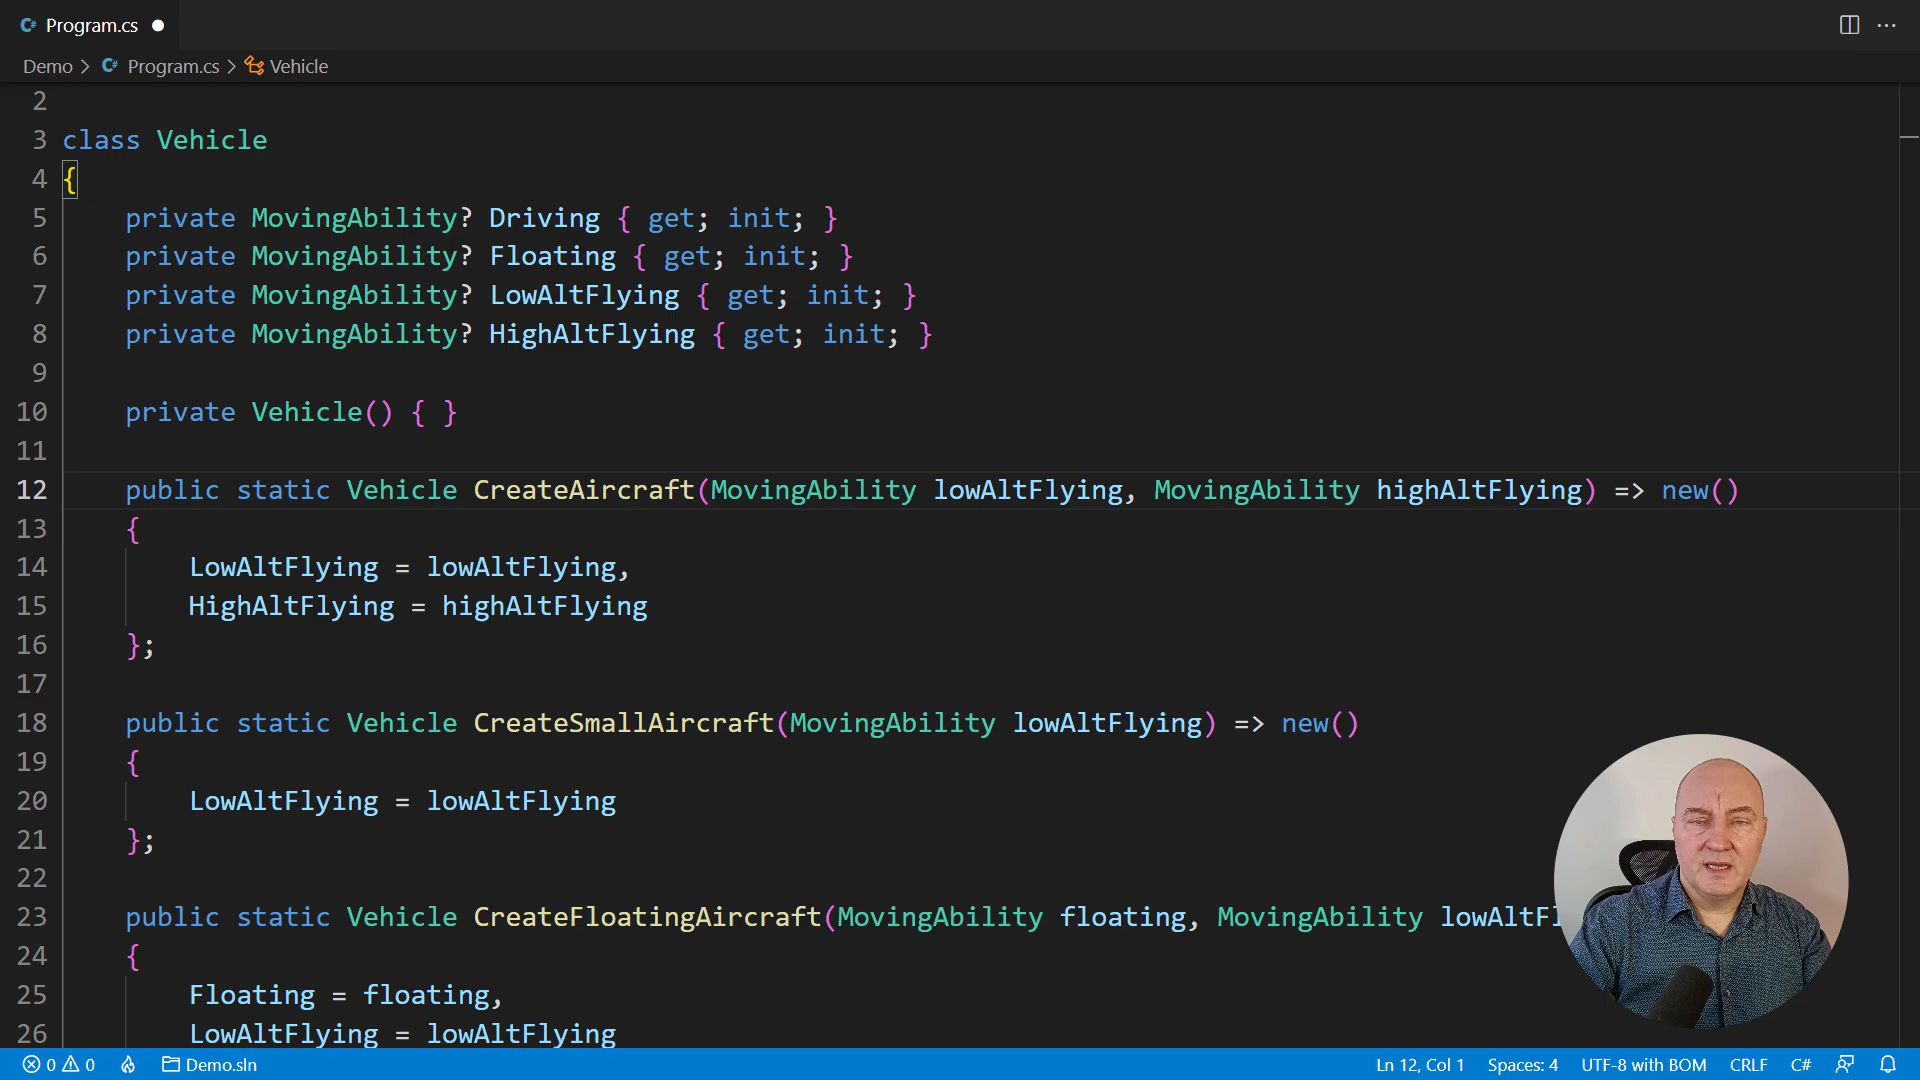 C# Program.cs
Demo > C# Program.cs > Vehicle
2
3 class Vehicle
4 {
5 private MovingAbility? Driving { get; init; }
6 private MovingAbility? Floating { get; init; }
7 private MovingAbility? LowAltFlying { get; init; }
8 private MovingAbility? HighAltFlying { get; init; }
9
10 private Vehicle() { }
11
12 public static Vehicle CreateAircraft(MovingAbility lowAltFlying, MovingAbility highAltFlying) => new()
13 {
14 LowAltFlying = lowAltFlying,
15 HighAltFlying = highAltFlying
16 };
17
18 public static Vehicle CreateSmallAircraft(MovingAbility lowAltFlying) => new()
19 {
20 LowAltFlying = lowAltFlying
21 };
22
23 public static Vehicle CreateFloatingAircraft(MovingAbility floating, MovingAbility lowAltFl
24 {
25 Floating = floating,
26 LowAltFlying = lowAltFlying
0 0 Demo.sln Ln 12, Col 1 Spaces: 4 UTF-8 with BOM CRLF C#